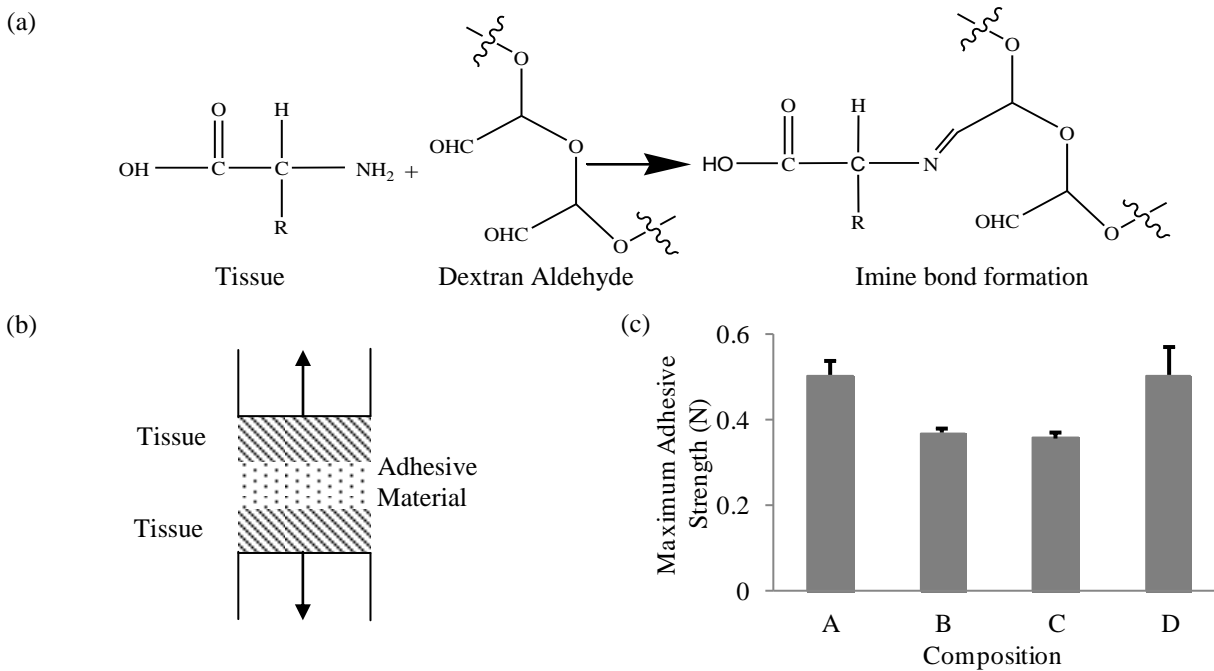 (a)
O
H
OH
C
C
NH₂
R
Tissue
+
O
OHC
O
OHC
O
Dextran Aldehyde
O
H
HO
C
C
N
R
O
O
OHC
O
Imine bond formation
(b)
Tissue
Adhesive
Material
Tissue
(c)
Maximum Adhesive
Strength (N)
0.6
0.4
0.2
0
A B C D
Composition